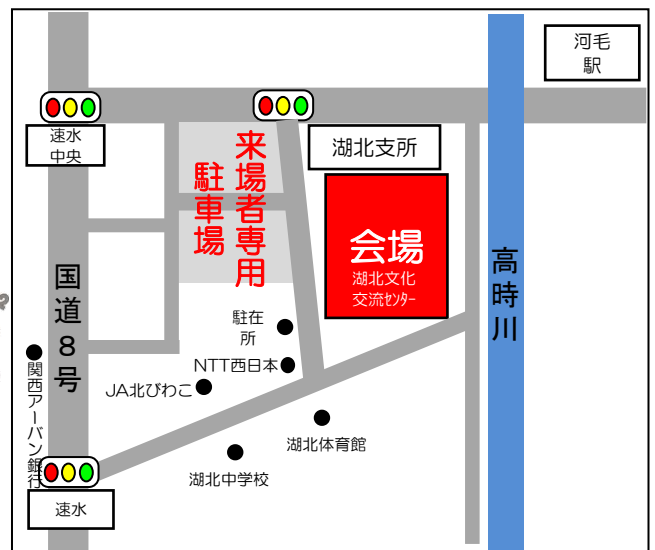 河毛
駅
速水
中央
湖北支所
来場者専用
駐車場
会場
湖北文化
交流ｾﾝﾀｰ
高時川
国道８号
駐在
所
NTT西日本
JA北びわこ
関西アーバン銀行
湖北体育館
湖北中学校
速水